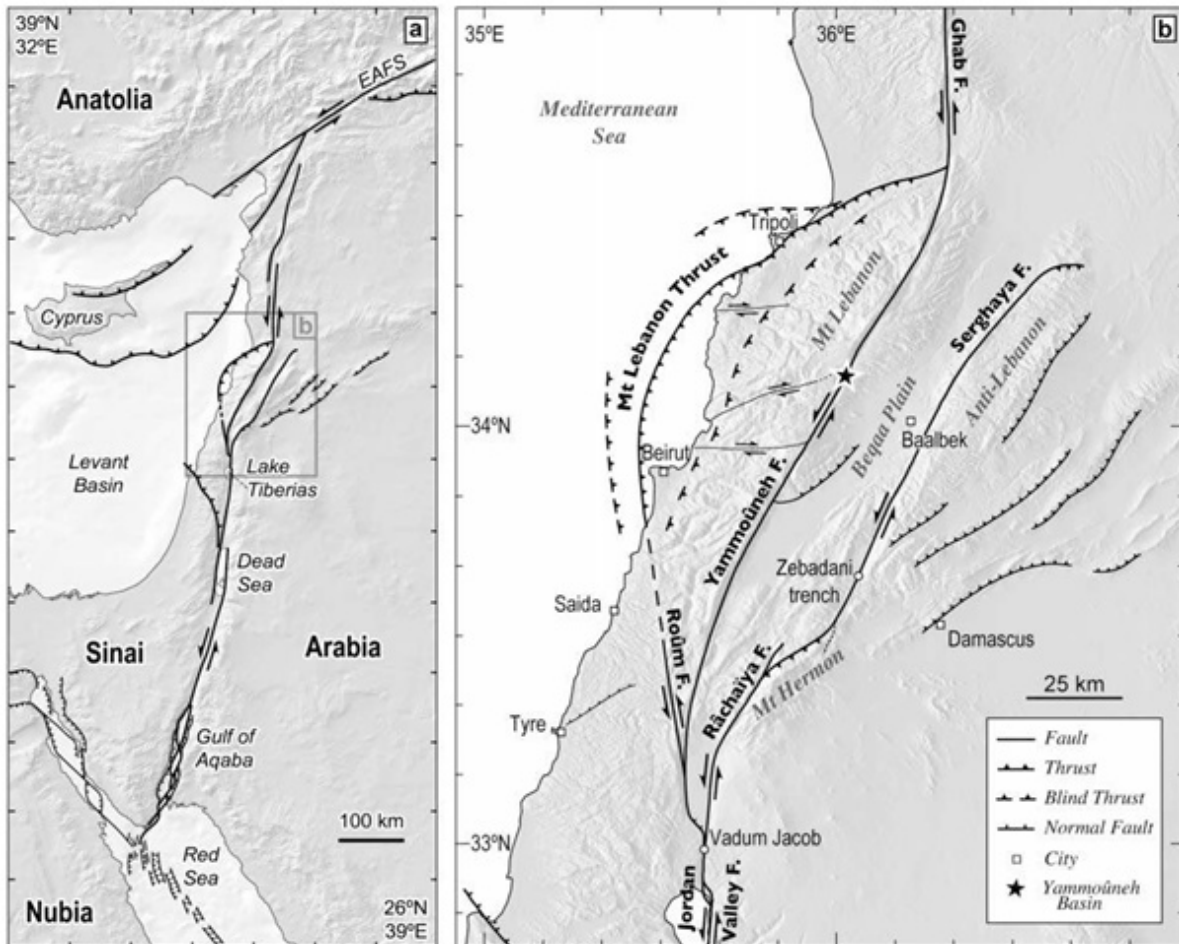 39ºN
32ºE
a
EAFS
Anatolia
Cyprus
b
Levant
Basin
Lake
Tiberias
Dead
Sea
Sinai
Arabia
Gulf of
Aqaba
100 km
Red
Sea
Nubia
26ºN
39ºE
35ºE
36ºE
b
Ghab F.
Mediterranean
Sea
Tripoli
Mt Lebanon Thrust
Mt Lebanon
Serghaya F.
Anti-Lebanon
34ºN
Beqaa Plain
Baalbek
Beirut
Yammoûneh F.
Zebadani
trench
Saida
Roûm F.
Damascus
Râchaïya F.
Mt Hermon
25 km
Tyre
Fault
Thrust
Blind Thrust
Normal Fault
City
Yammoûneh
Basin
33ºN
Vadum Jacob
Jordan
Valley F.